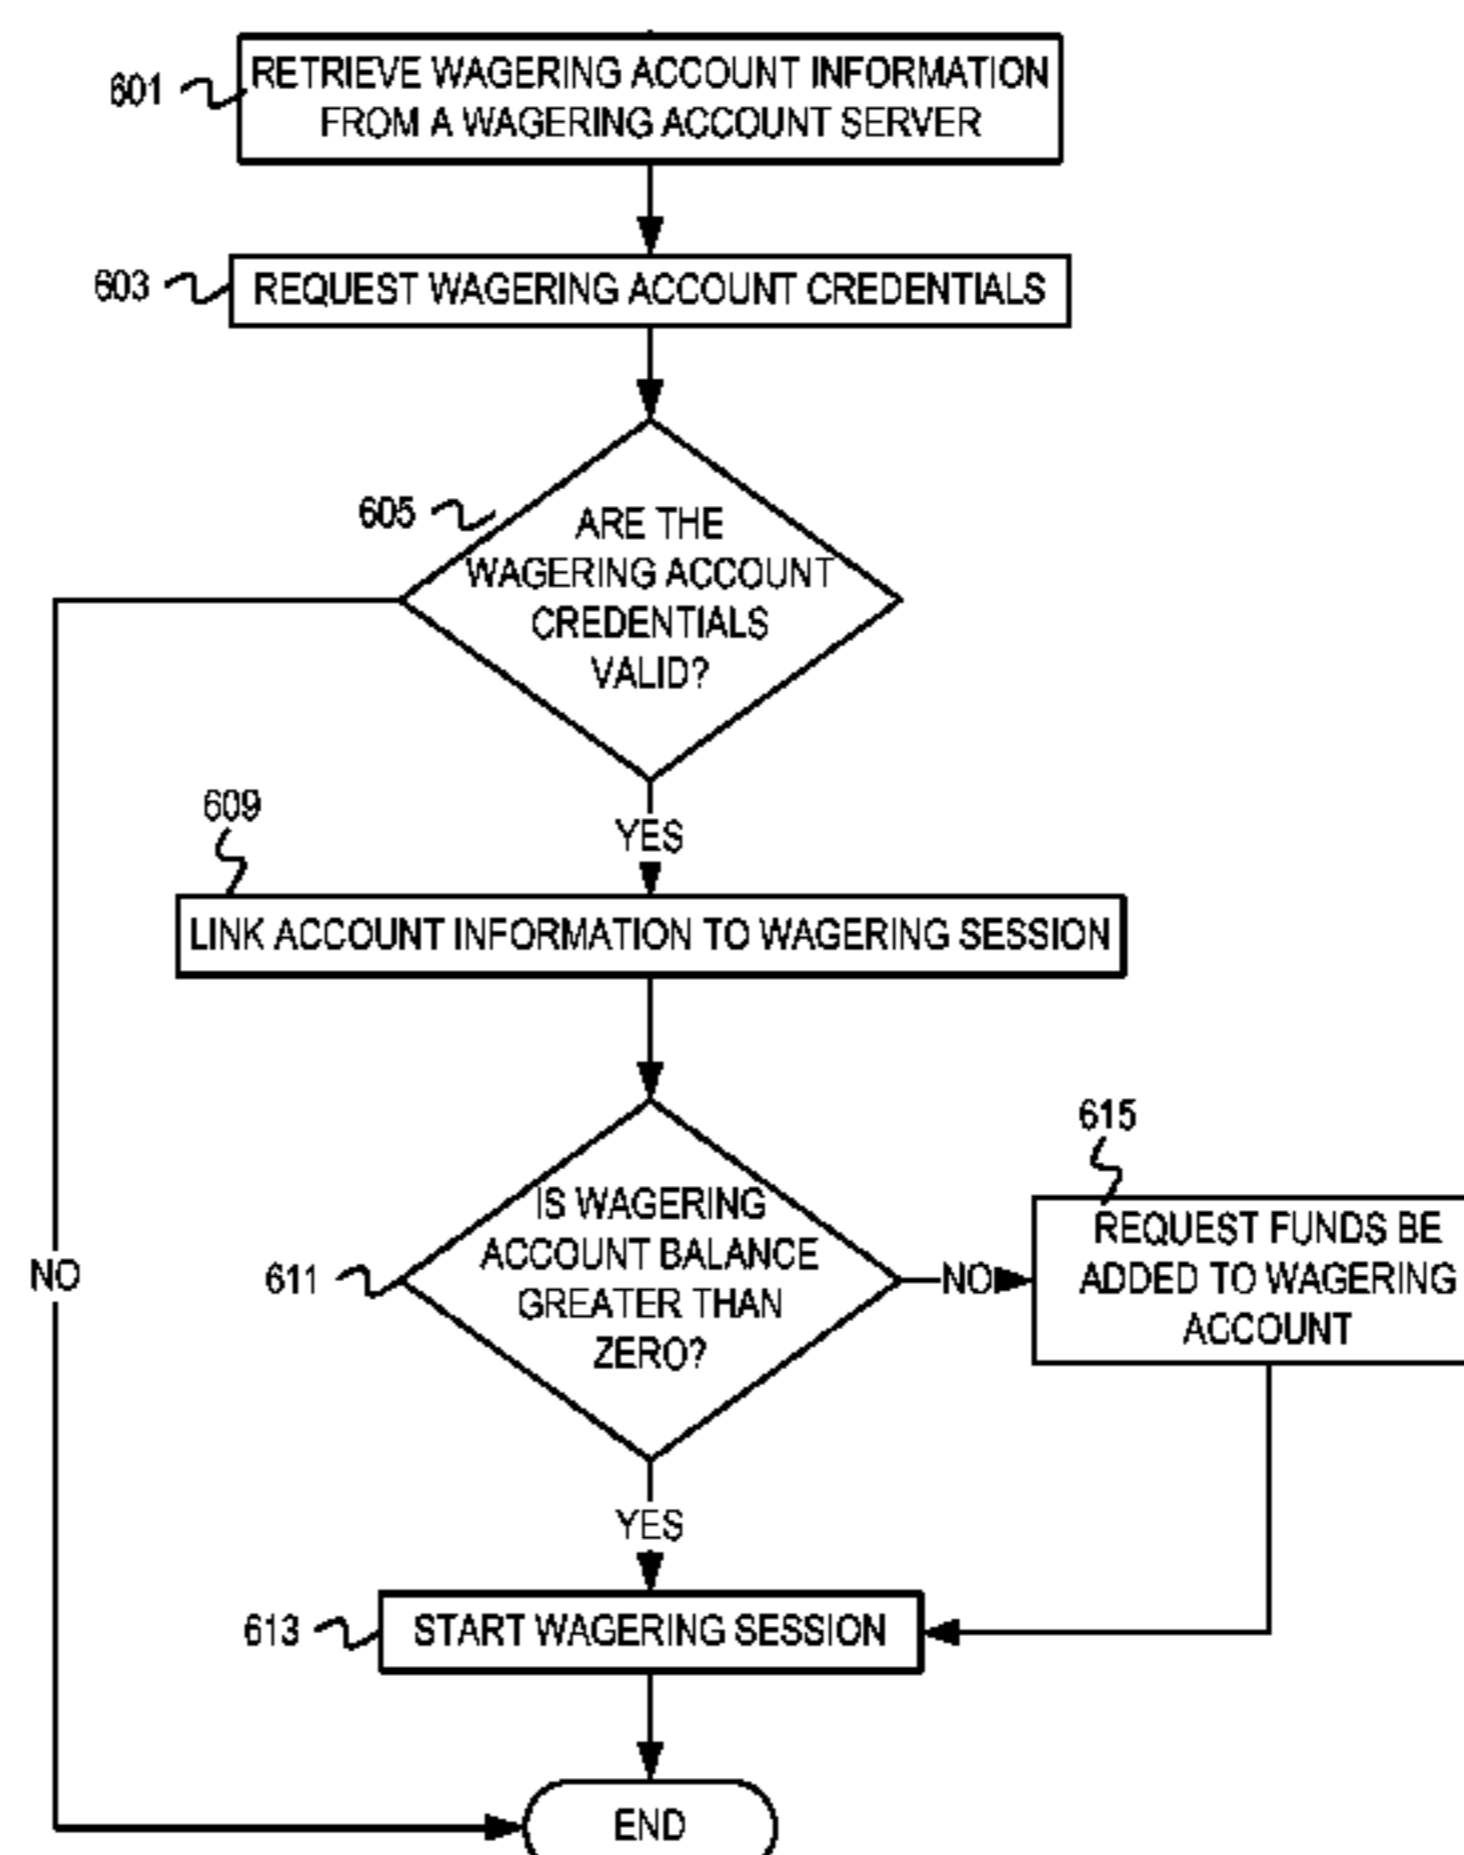 601
RETRIEVE WAGERING ACCOUNT INFORMATION
FROM A WAGERING ACCOUNT SERVER
603
REQUEST WAGERING ACCOUNT CREDENTIALS
605
ARE THE
WAGERING ACCOUNT
CREDENTIALS
VALID?
YES
609
LINK ACCOUNT INFORMATION TO WAGERING SESSION
611
IS WAGERING
ACCOUNT BALANCE
GREATER THAN
ZERO?
NO
NO
615
REQUEST FUNDS BE
ADDED TO WAGERING
ACCOUNT
YES
613
START WAGERING SESSION
END